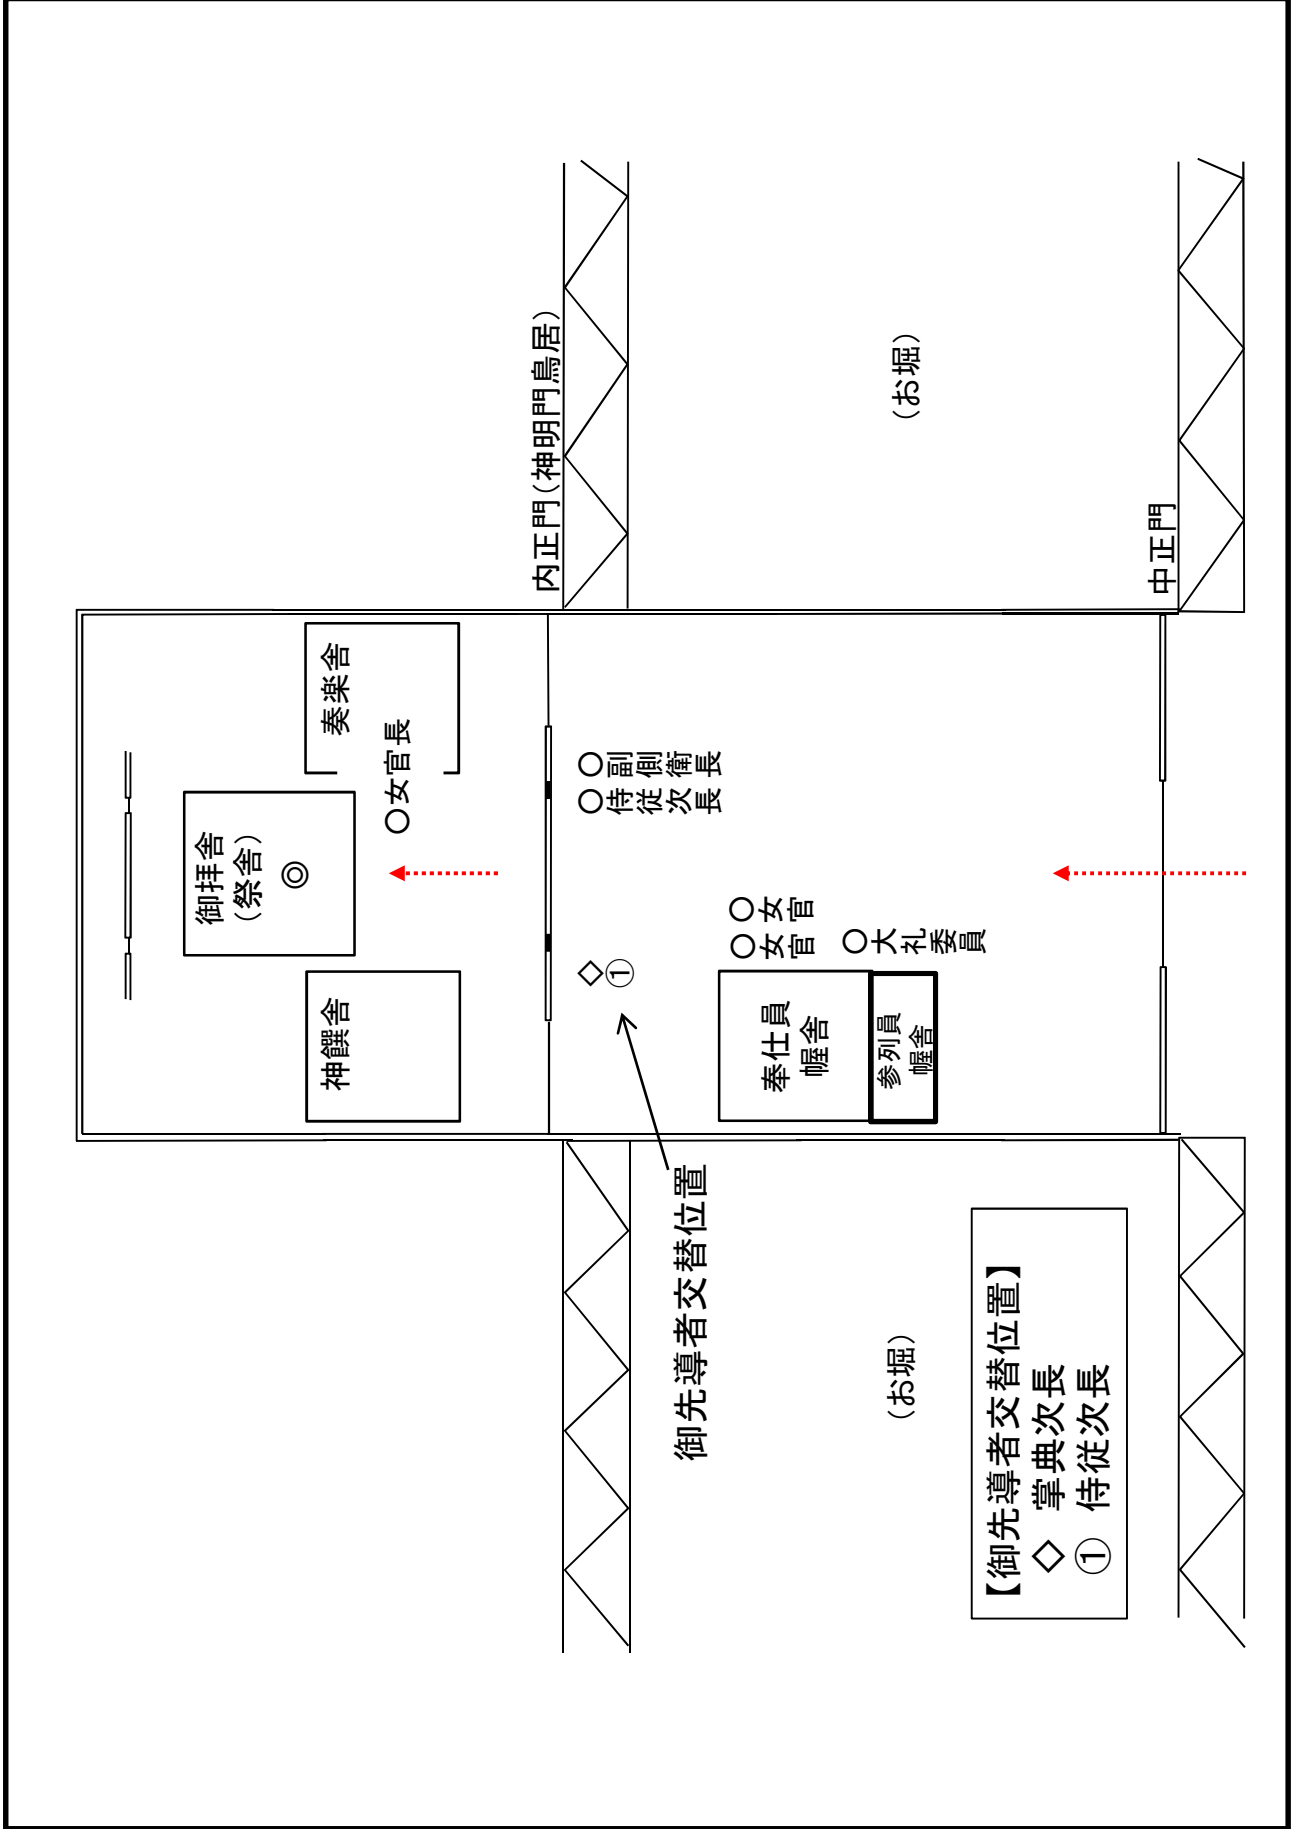 内正門(神明門鳥居)
(お堀)
中正門
奏楽舎
○女官長
御拝舎
(祭舎)
◎
神饌舎
○副側衛長
○侍従次長
◇①
○女官
○女官
○大礼委員
奉仕員
幄舎
参列員
幄舎
御先導者交替位置
(お堀)
【御先導者交替位置】
◇ 掌典次長
① 侍従次長